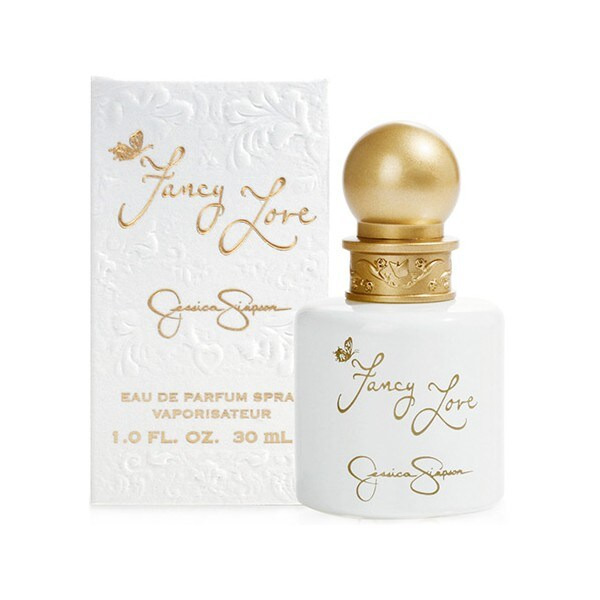 Fancy Love
Jessica Simpson
EAU DE PARFUM SPRA
VAPORISATEUR
1.0 FL. OZ. 30 mL
Fancy Love
Jessica Simpson